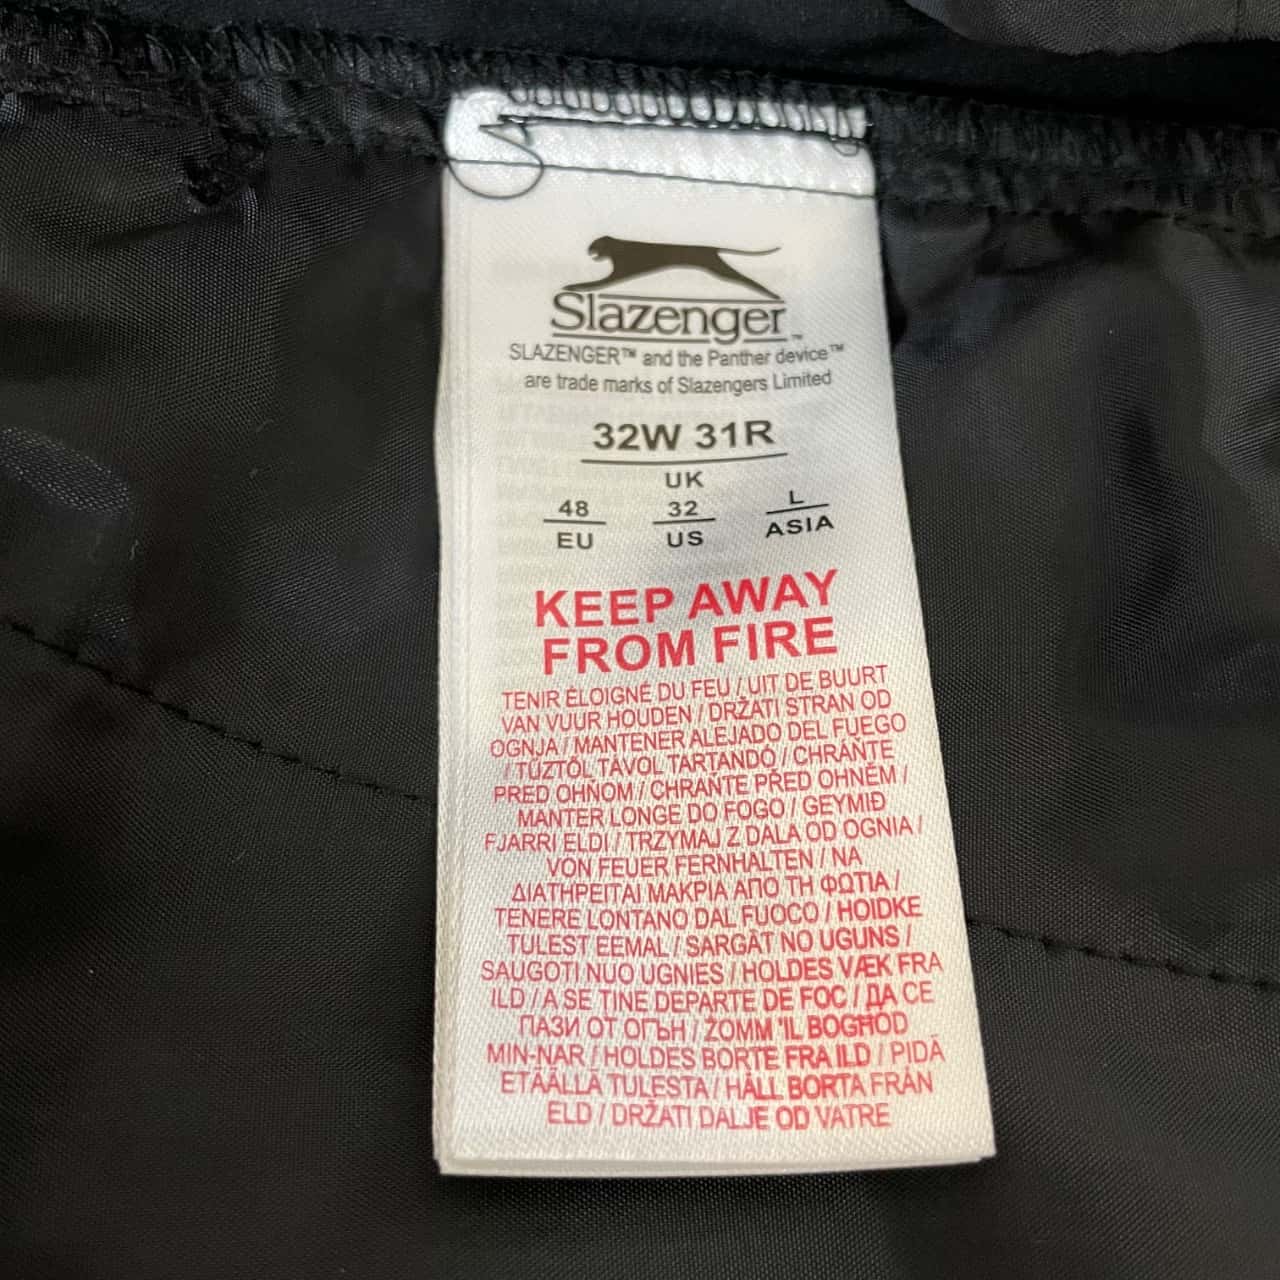 Slazenger™
SLAZENGER™ and the Panther device™
are trade marks of Slazengers Limited
32W 31R
UK
48 32 L
EU US ASIA
KEEP AWAY
FROM FIRE
TENIR ÉLOIGNÉ DU FEU / UIT DE BUURT
VAN VUUR HOUDEN / DRŽATI STRAN OD
OGNJA / MANTENER ALEJADO DEL FUEGO
/ TŰZTŐL TÁVOL TARTANDÓ / CHRÁŇTE
PRED OHŇOM / CHRAŇTE PŘED OHNĚM /
MANTER LONGE DO FOGO / GEYMIÐ
FJARRI ELDI / TRZYMAJ Z DALA OD OGNIA /
VON FEUER FERNHALTEN / NA
ΔΙΑΤΗΡΕΙΤΑΙ ΜΑΚΡΙΑ ΑΠΟ ΤΗ ΦΩΤΙΑ /
TENERE LONTANO DAL FUOCO / HOIDKE
TULEST EEMAL / SARGĀT NO UGUNS /
SAUGOTI NUO UGNIES / HOLDES VÆK FRA
ILD / A SE TINE DEPARTE DE FOC / ДА СЕ
ПАЗИ ОТ ОГЪН / ŻOMM 'IL BOGĦOD
MIN-NAR / HOLDES BORTE FRA ILD / PIDÄ
ETÄÄLLÄ TULESTA / HÅLL BORTA FRÅN
ELD / DRŽATI DALJE OD VATRE